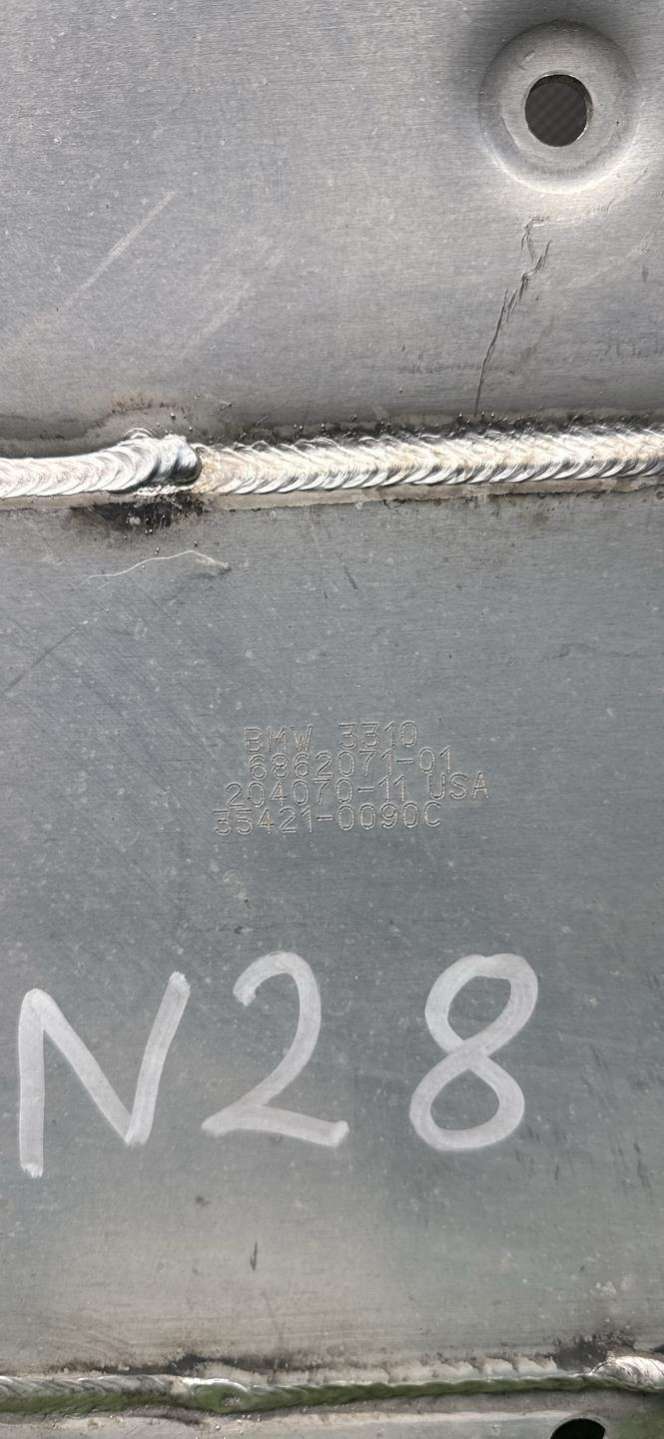 BMW 3310
6862071-01
204070-11 USA
35421-0090C
N28